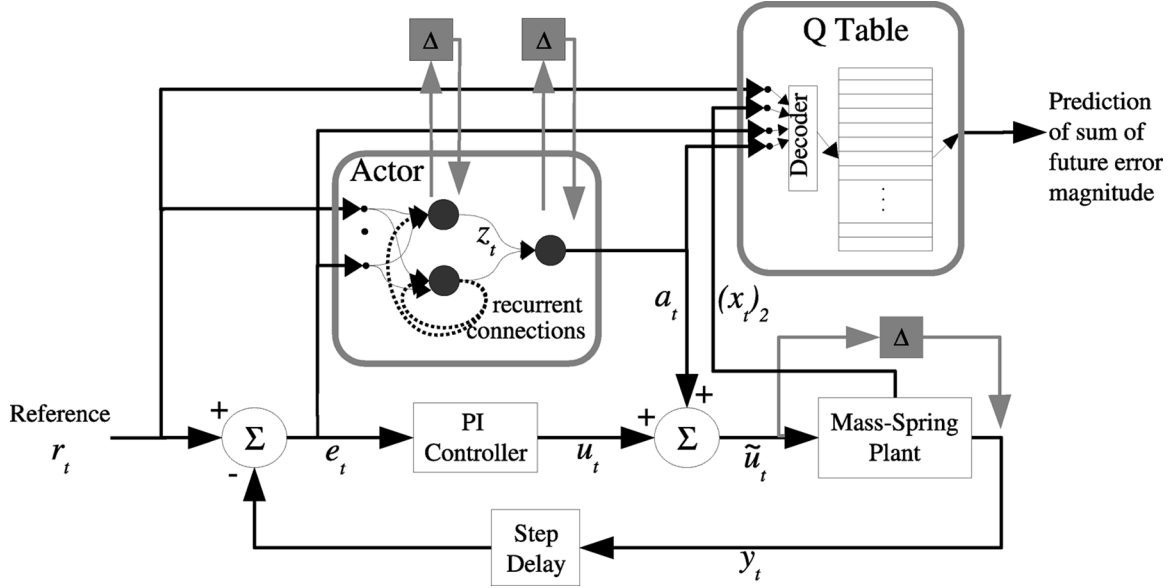 Δ
Δ
Q Table
Decoder
Prediction
of sum of
future error
magnitude
Actor
z_t
recurrent
connections
a_t
(x_t)_2
Δ
Reference
r_t
+
-
Σ
e_t
PI
Controller
u_t
+
+
Σ
ũ_t
Mass-Spring
Plant
Step
Delay
y_t